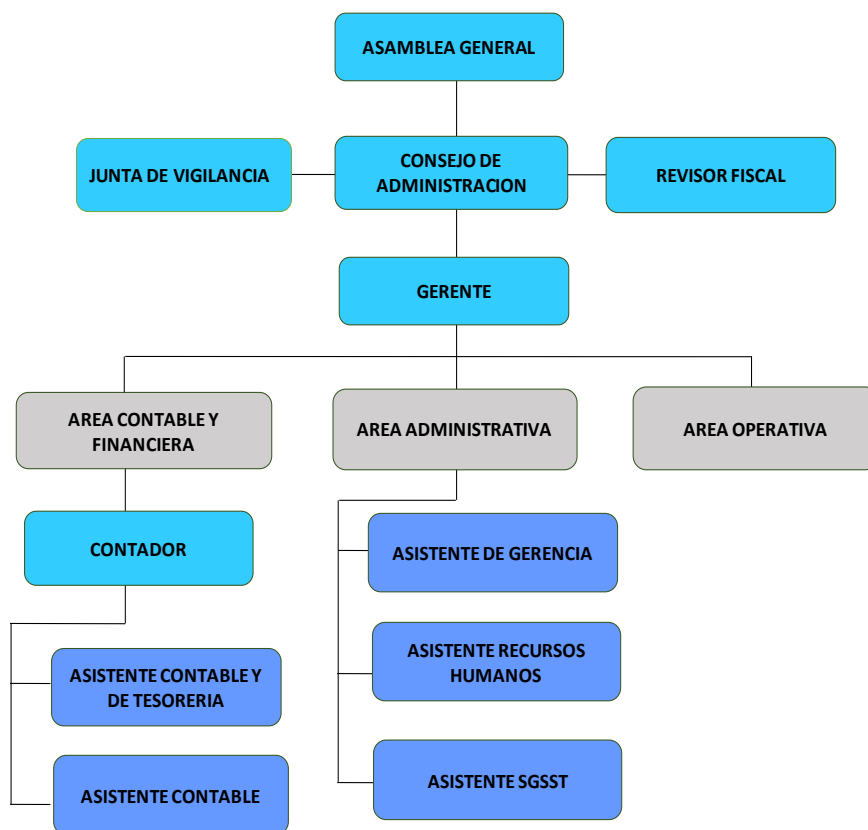 ASAMBLEA GENERAL
JUNTA DE VIGILANCIA
CONSEJO DE
ADMINISTRACION
REVISOR FISCAL
GERENTE
AREA CONTABLE Y
FINANCIERA
AREA ADMINISTRATIVA
AREA OPERATIVA
CONTADOR
ASISTENTE DE GERENCIA
ASISTENTE CONTABLE Y
DE TESORERIA
ASISTENTE RECURSOS
HUMANOS
ASISTENTE CONTABLE
ASISTENTE SGSST